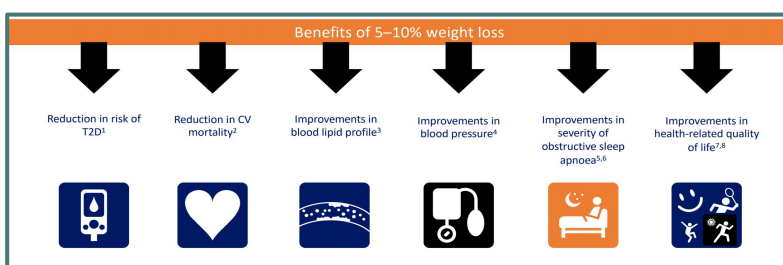 Benefits of 5–10% weight loss
Reduction in risk of
T2D¹
Reduction in CV
mortality²
Improvements in
blood lipid profile³
Improvements in
blood pressure⁴
Improvements in
severity of
obstructive sleep
apnoea⁵,⁶
Improvements in
health-related quality
of life⁷,⁸